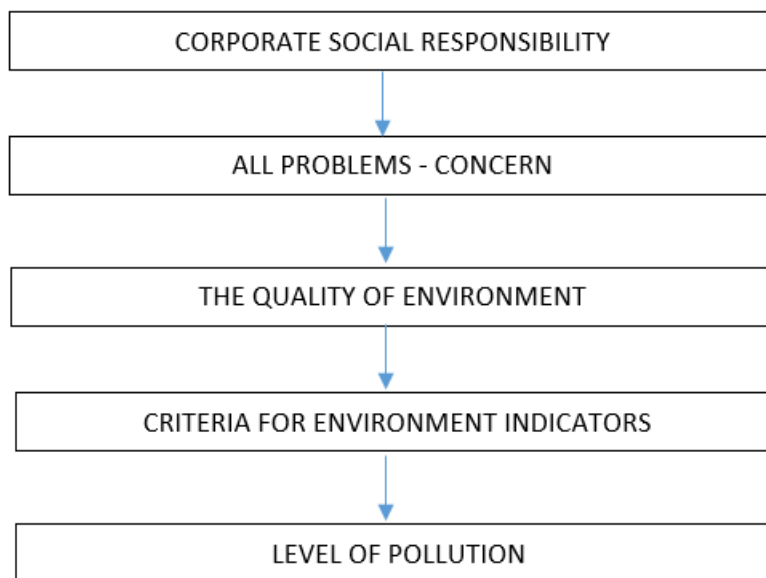 CORPORATE SOCIAL RESPONSIBILITY
ALL PROBLEMS - CONCERN
THE QUALITY OF ENVIRONMENT
CRITERIA FOR ENVIRONMENT INDICATORS
LEVEL OF POLLUTION